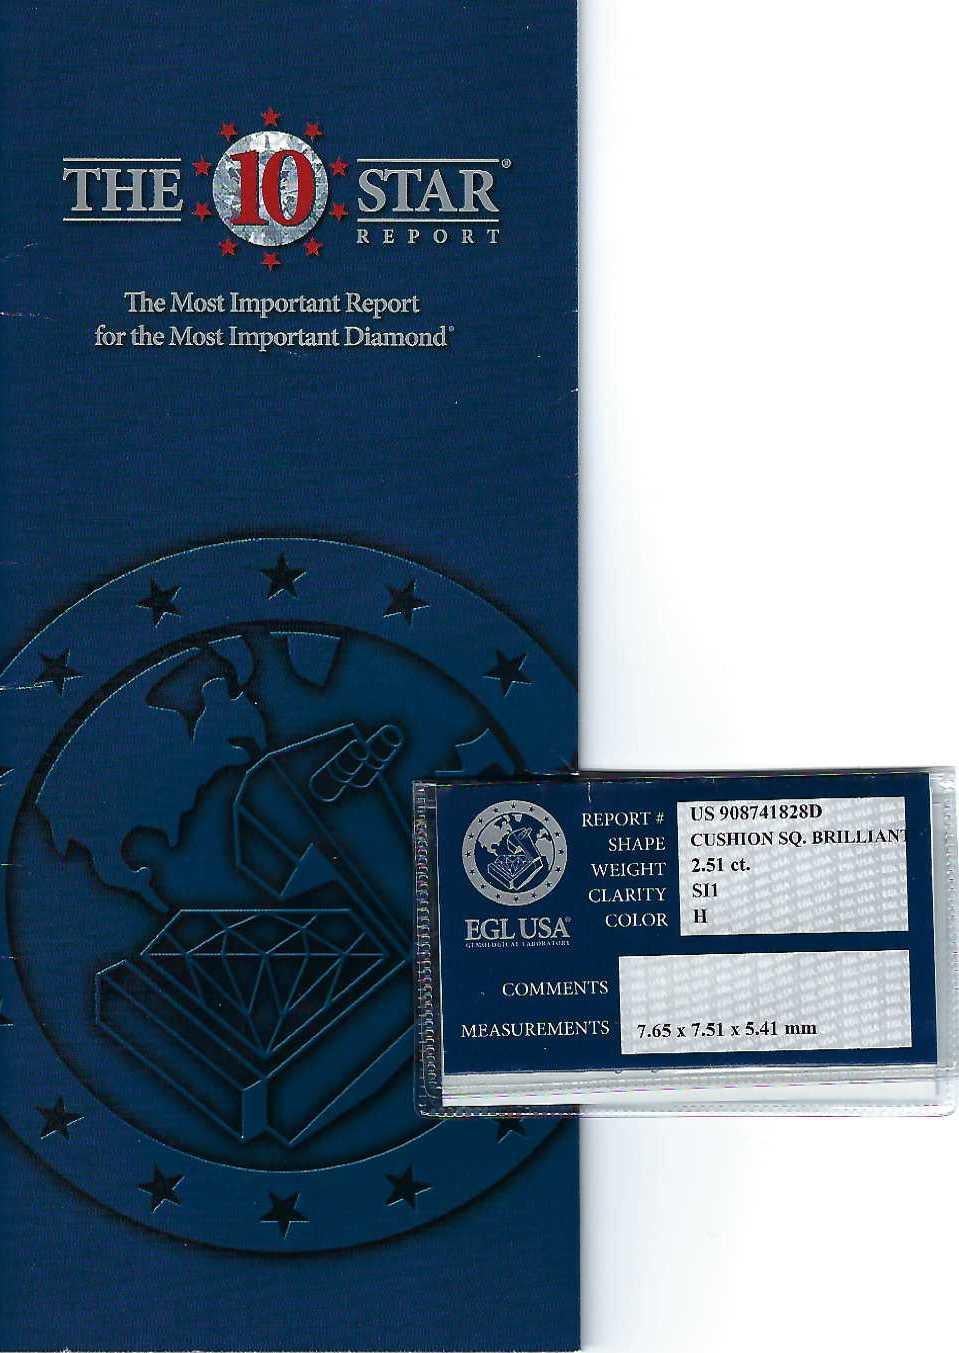 THE 10 STAR®
REPORT
The Most Important Report
for the Most Important Diamond®
EGL USA®
GEMOLOGICAL LABORATORY
REPORT # US 908741828D
SHAPE CUSHION SQ. BRILLIANT
WEIGHT 2.51 ct.
CLARITY SI1
COLOR H
COMMENTS
MEASUREMENTS 7.65 x 7.51 x 5.41 mm